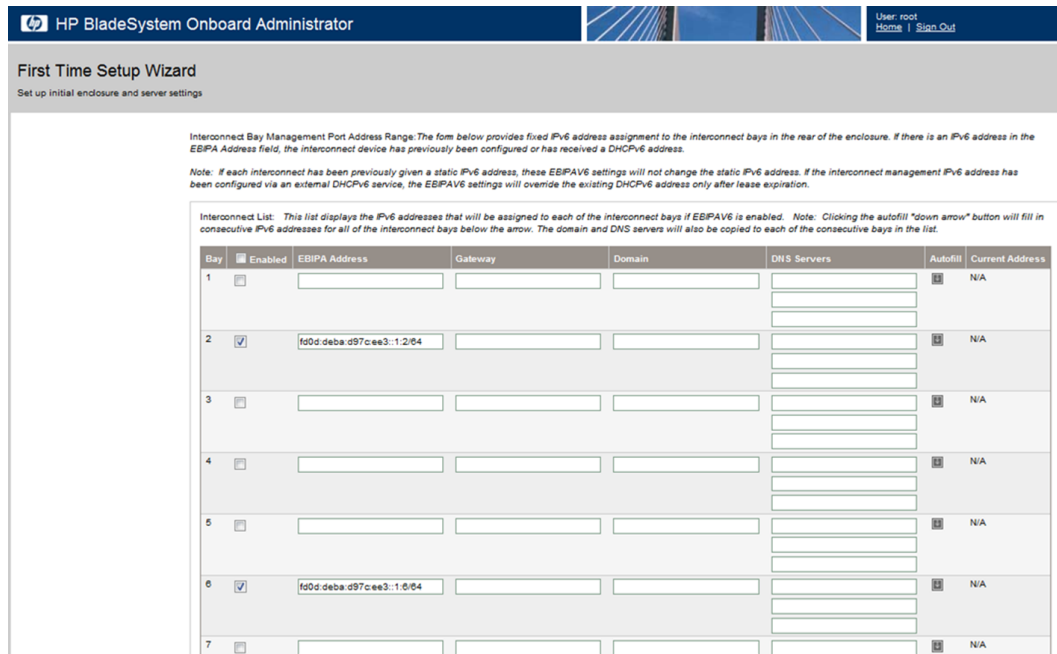 hp HP BladeSystem Onboard Administrator
User: root
Home | Sign Out
First Time Setup Wizard
Set up initial enclosure and server settings
Interconnect Bay Management Port Address Range:The form below provides fixed IPv6 address assignment to the interconnect bays in the rear of the enclosure. If there is an IPv6 address in the
EBIPA Address field, the interconnect device has previously been configured or has received a DHCPv6 address.
Note: If each interconnect has been previously given a static IPv6 address, these EBIPAV6 settings will not change the static IPv6 address. If the interconnect management IPv6 address has
been configured via an external DHCPv6 service, the EBIPAV6 settings will override the existing DHCPv6 address only after lease expiration.
Interconnect List: This list displays the IPv6 addresses that will be assigned to each of the interconnect bays if EBIPAV6 is enabled. Note: Clicking the autofill "down arrow" button will fill in
consecutive IPv6 addresses for all of the interconnect bays below the arrow. The domain and DNS servers will also be copied to each of the consecutive bays in the list.
Bay Enabled EBIPA Address Gateway Domain DNS Servers Autofill Current Address
1 N/A
2 fd0d:deba:d97c:ee3::1:2/64 N/A
3 N/A
4 N/A
5 N/A
6 fd0d:deba:d97c:ee3::1:6/64 N/A
7 N/A